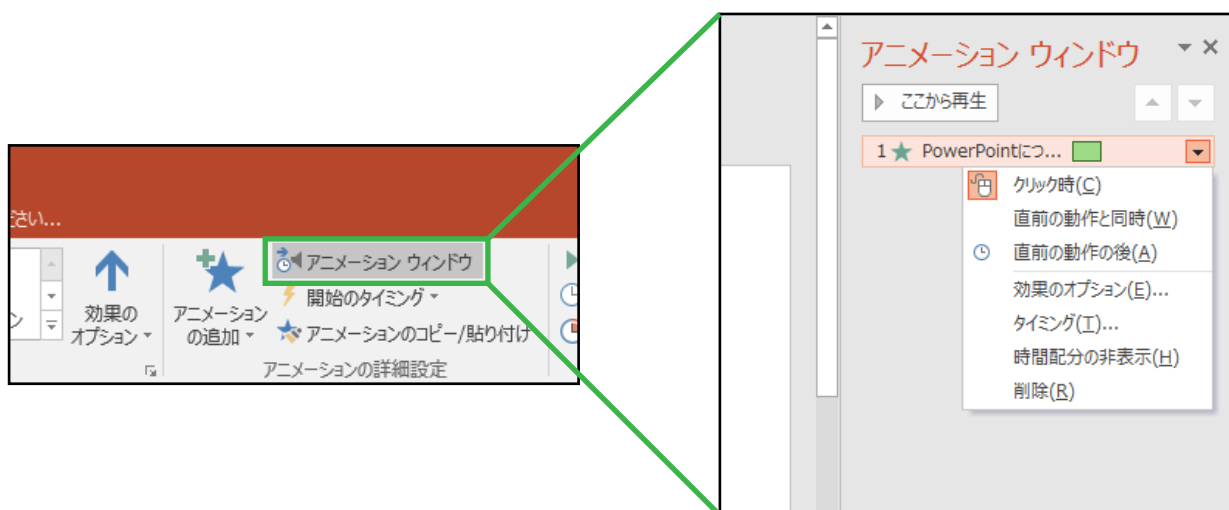 ださい...
アニメーション ウィンドウ
効果の
オプション
アニメーション
の追加
開始のタイミング
アニメーションのコピー/貼り付け
アニメーションの詳細設定
アニメーション ウィンドウ
ここから再生
1 PowerPointにつ...
クリック時(C)
直前の動作と同時(W)
直前の動作の後(A)
効果のオプション(E)...
タイミング(T)...
時間配分の非表示(H)
削除(R)